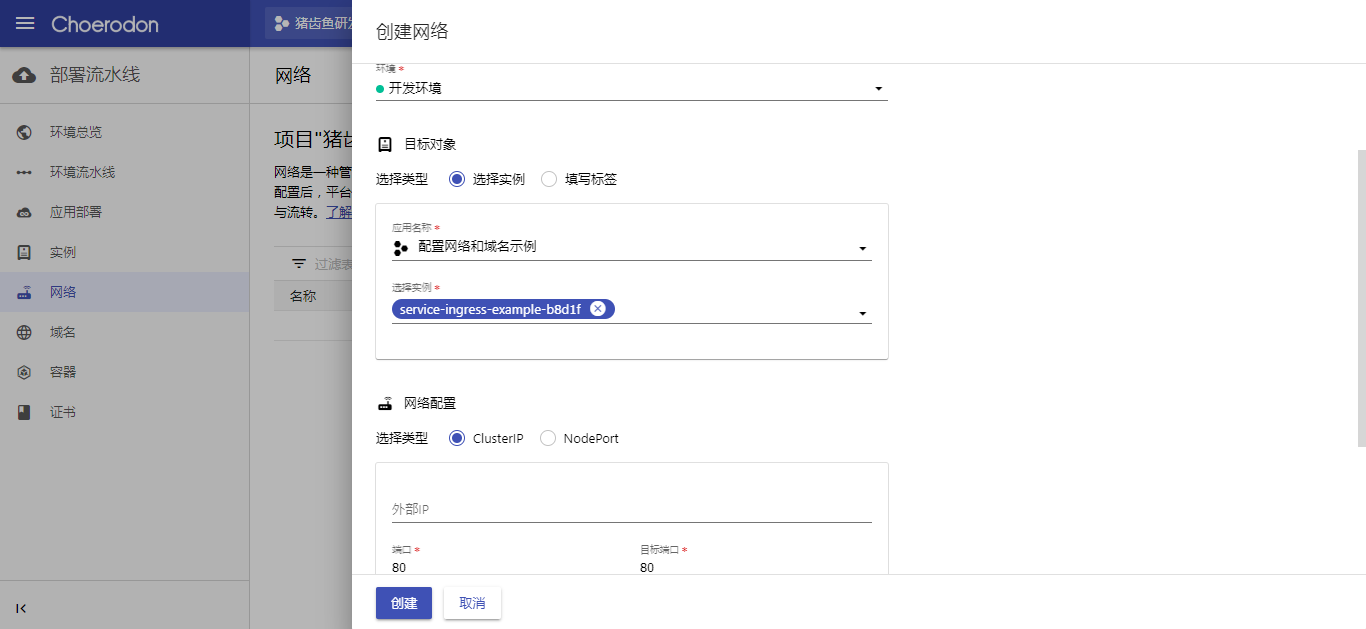 Choerodon
猪齿鱼研发
部署流水线
环境总览
环境流水线
应用部署
实例
网络
域名
容器
证书
网络
项目"猪齿
网络是一种管
配置后，平台
与流转。了解
过滤表
名称
创建网络
环境 *
开发环境
目标对象
选择类型 选择实例 填写标签
应用名称 *
配置网络和域名示例
选择实例 *
service-ingress-example-b8d1f
网络配置
选择类型 ClusterIP NodePort
外部IP
端口 * 目标端口 *
80 80
创建 取消